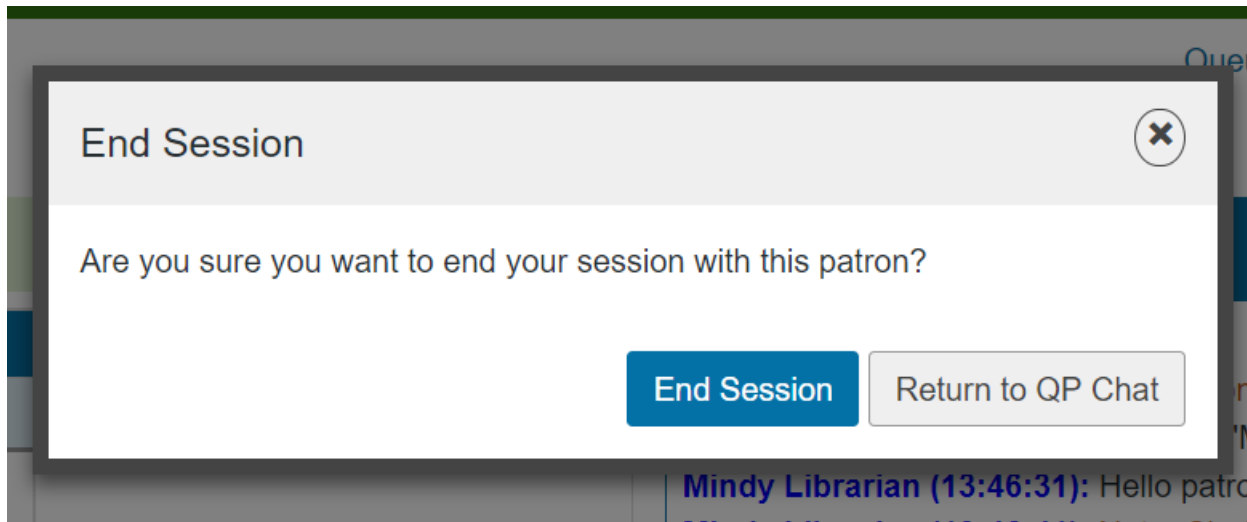 End Session
Are you sure you want to end your session with this patron?
End Session
Return to QP Chat
Mindy Librarian (13:46:31): Hello